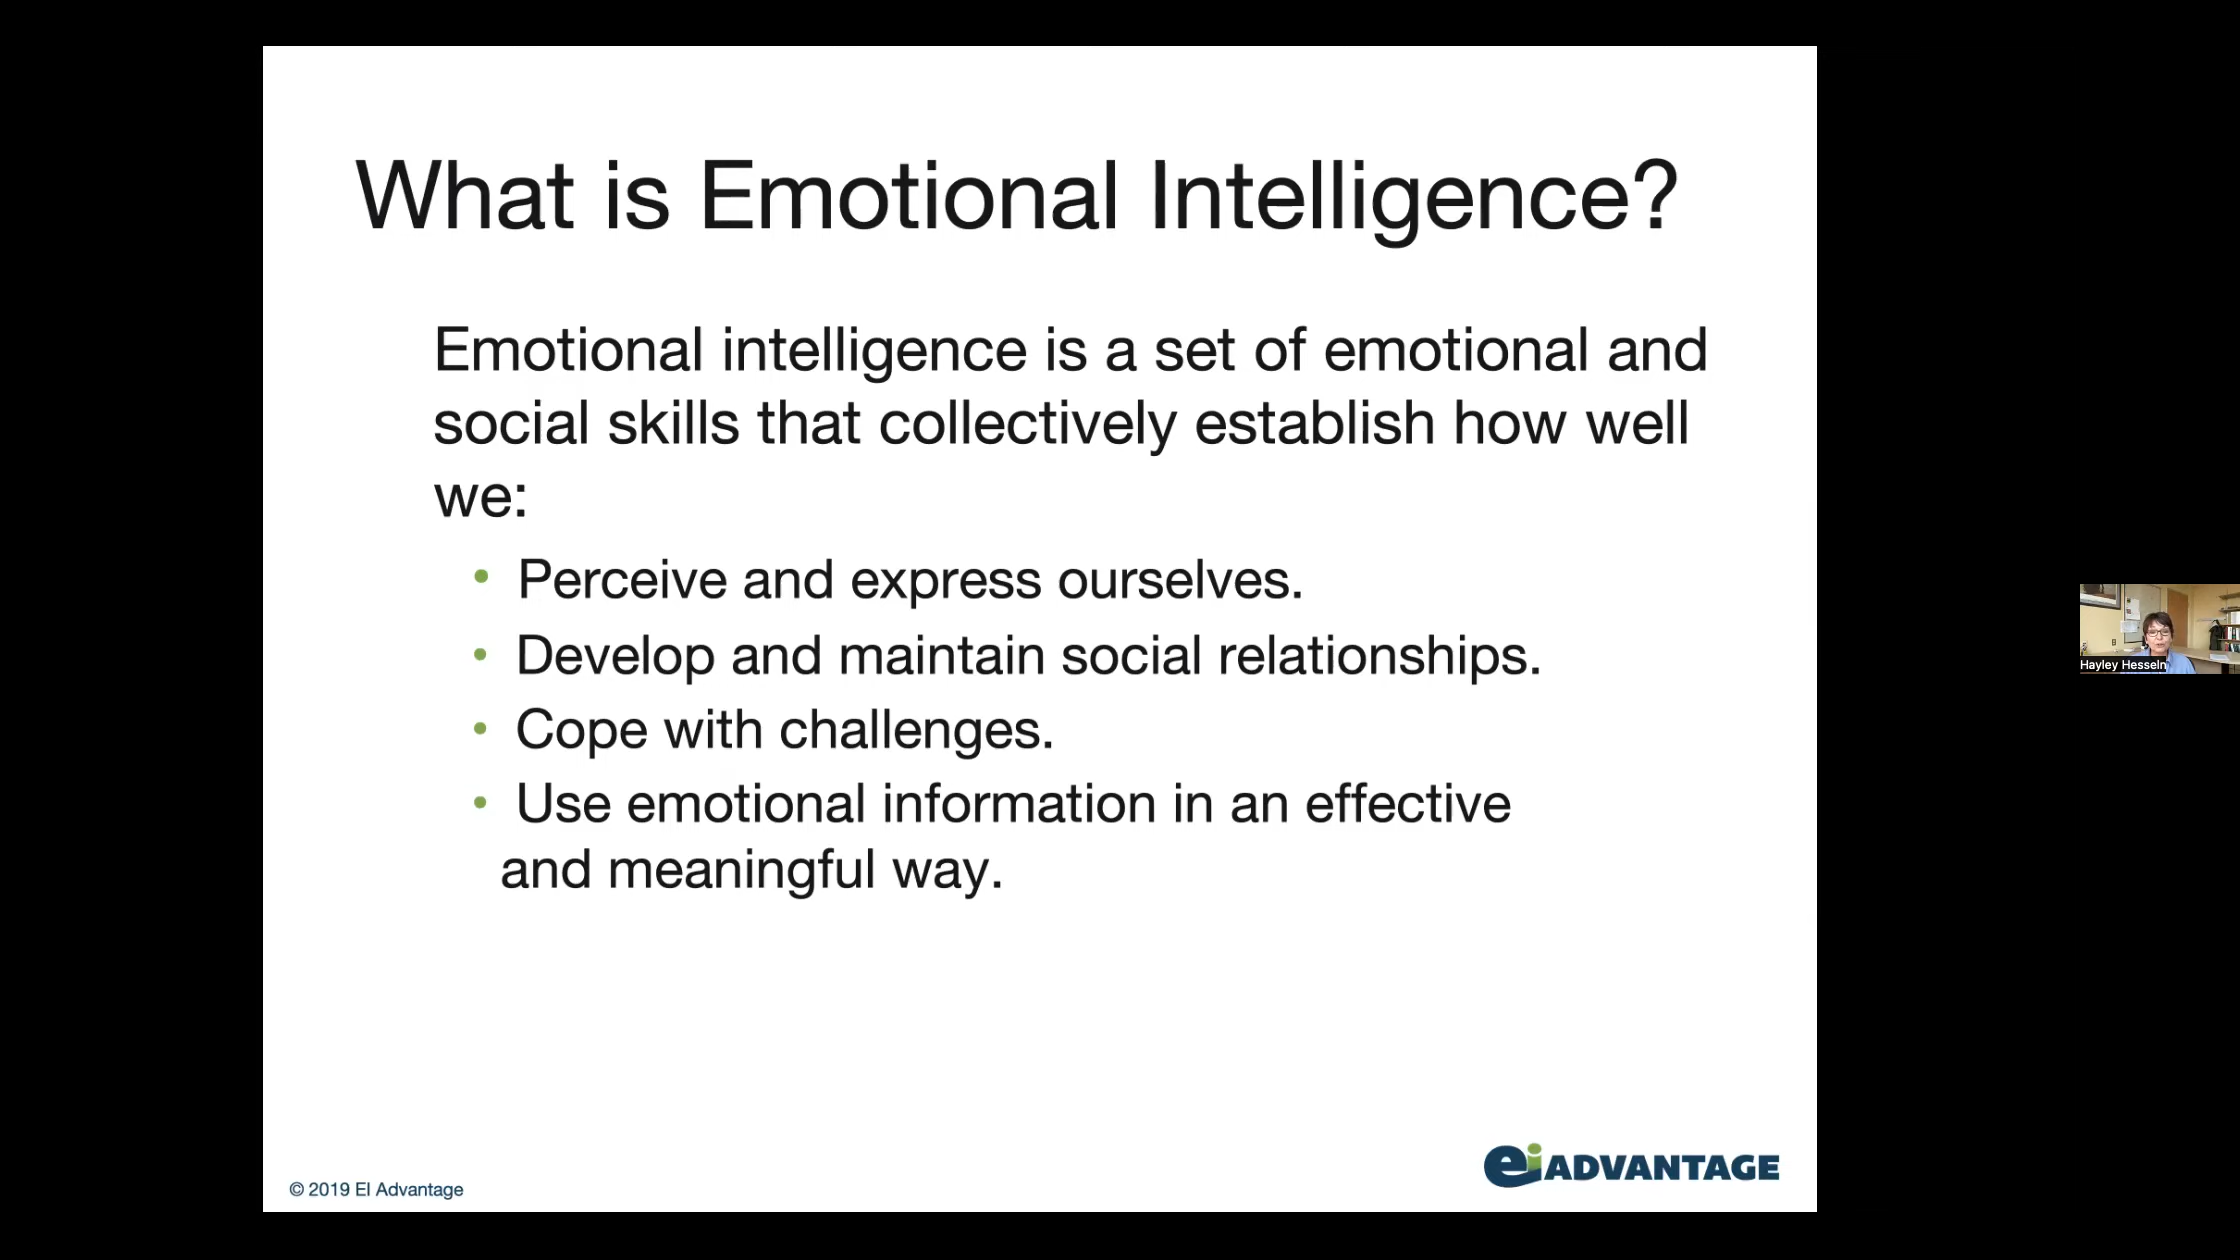 What is Emotional Intelligence?
Emotional intelligence is a set of emotional and
social skills that collectively establish how well
we:
• Perceive and express ourselves.
• Develop and maintain social relationships.
• Cope with challenges.
• Use emotional information in an effective
and meaningful way.
Hayley Hesseln
© 2019 EI Advantage
ei ADVANTAGE